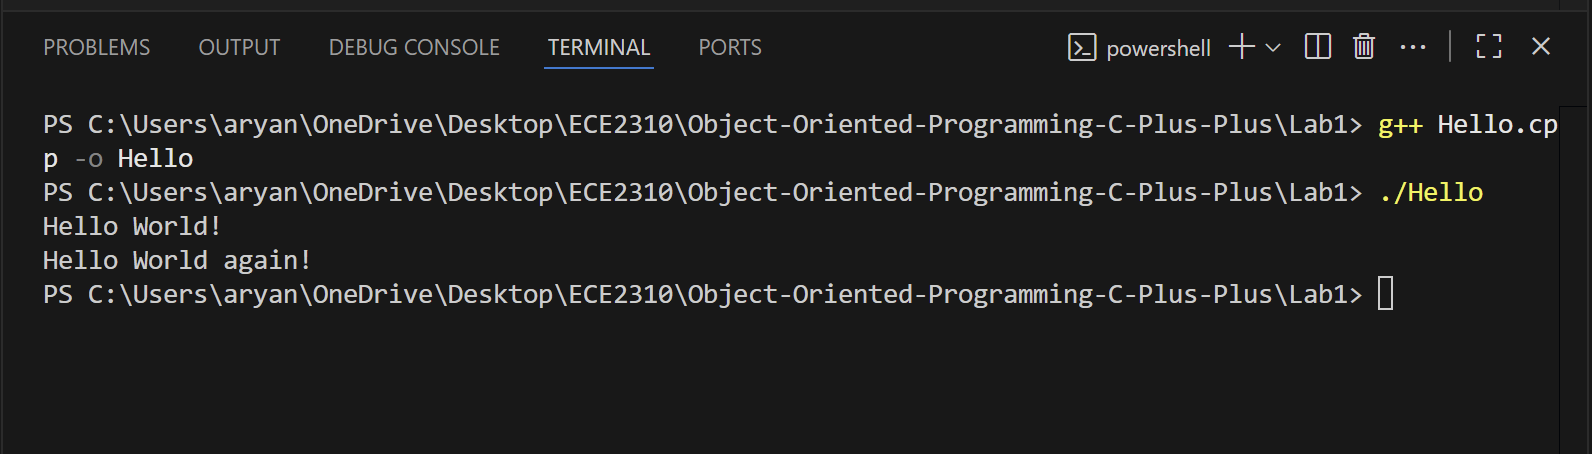 PROBLEMS OUTPUT DEBUG CONSOLE TERMINAL PORTS powershell
PS C:\Users\aryan\OneDrive\Desktop\ECE2310\Object-Oriented-Programming-C-Plus-Plus\Lab1> g++ Hello.cp
p -o Hello
PS C:\Users\aryan\OneDrive\Desktop\ECE2310\Object-Oriented-Programming-C-Plus-Plus\Lab1> ./Hello
Hello World!
Hello World again!
PS C:\Users\aryan\OneDrive\Desktop\ECE2310\Object-Oriented-Programming-C-Plus-Plus\Lab1>